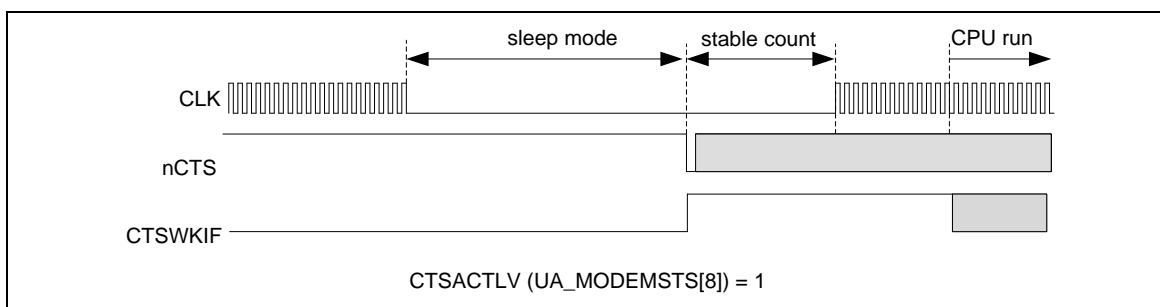 sleep mode stable count CPU run
CLK
nCTS
CTSWKIF
CTSACTLV (UA_MODEMSTS[8]) = 1